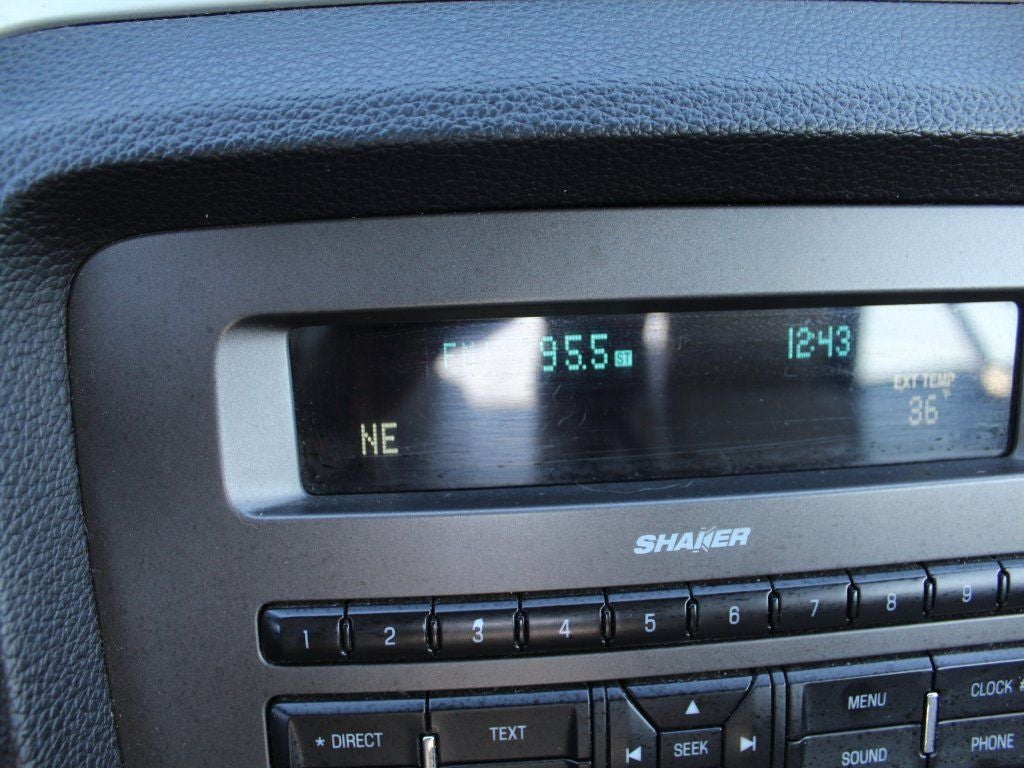 FM1 95.5 ST 12:43
EXT TEMP
36 °F
NE
SHAKER
1 2 3 4 5 6 7 8 9
* DIRECT TEXT ▲ MENU CLOCK
SEEK SOUND PHONE